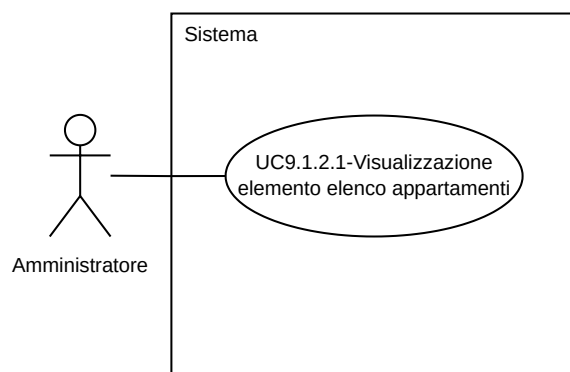 Sistema
UC9.1.2.1-Visualizzazione
elemento elenco appartamenti
Amministratore